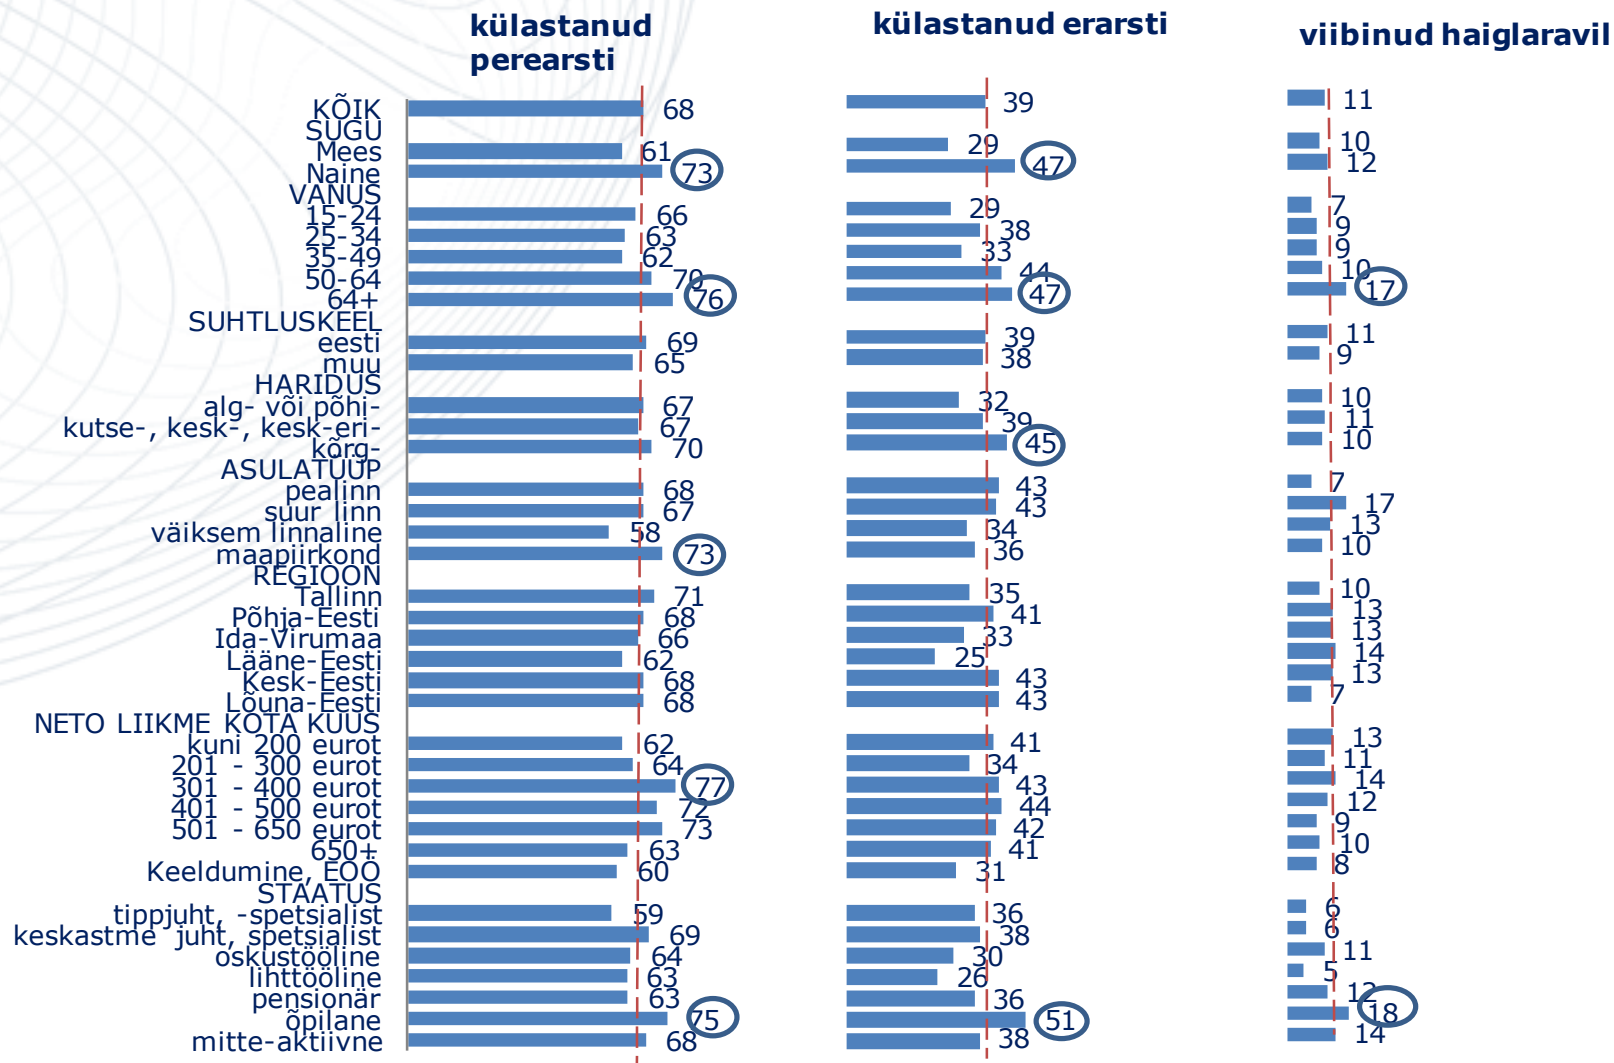 külastanud
perearsti
külastanud erarsti
viibinud haiglaravil
KÕIK 68 39 11
SUGU
Mees 61 29 10
Naine 73 47 12
VANUS
15-24 66 29 7
25-34 63 38 9
35-49 62 33 9
50-64 70 44 10
64+ 76 47 17
SUHTLUSKEEL
eesti 69 39 11
muu 65 38 9
HARIDUS
alg- või põhi- 67 32 10
kutse-, kesk-, kesk-eri- 67 39 11
kõrg- 70 45 10
ASULATÜÜP
pealinn 68 43 7
suur linn 67 43 17
väiksem linnaline 58 34 13
maapiirkond 73 36 10
REGIOON
Tallinn 71 35 10
Põhja-Eesti 68 41 13
Ida-Virumaa 66 33 13
Lääne-Eesti 62 25 14
Kesk-Eesti 68 43 13
Lõuna-Eesti 68 43 7
NETO LIIKME KOTA KUUS
kuni 200 eurot 62 41 13
201 - 300 eurot 64 34 11
301 - 400 eurot 77 43 14
401 - 500 eurot 72 44 12
501 - 650 eurot 73 42 9
650+ 63 41 10
Keeldumine, EOÖ 60 31 8
STAATUS
tippjuht, -spetsialist 59 36 6
keskastme juht, spetsialist 69 38 6
oskustööline 64 30 11
lihttööline 63 26 5
pensionär 63 36 12
õpilane 75 51 18
mitte-aktiivne 68 38 14